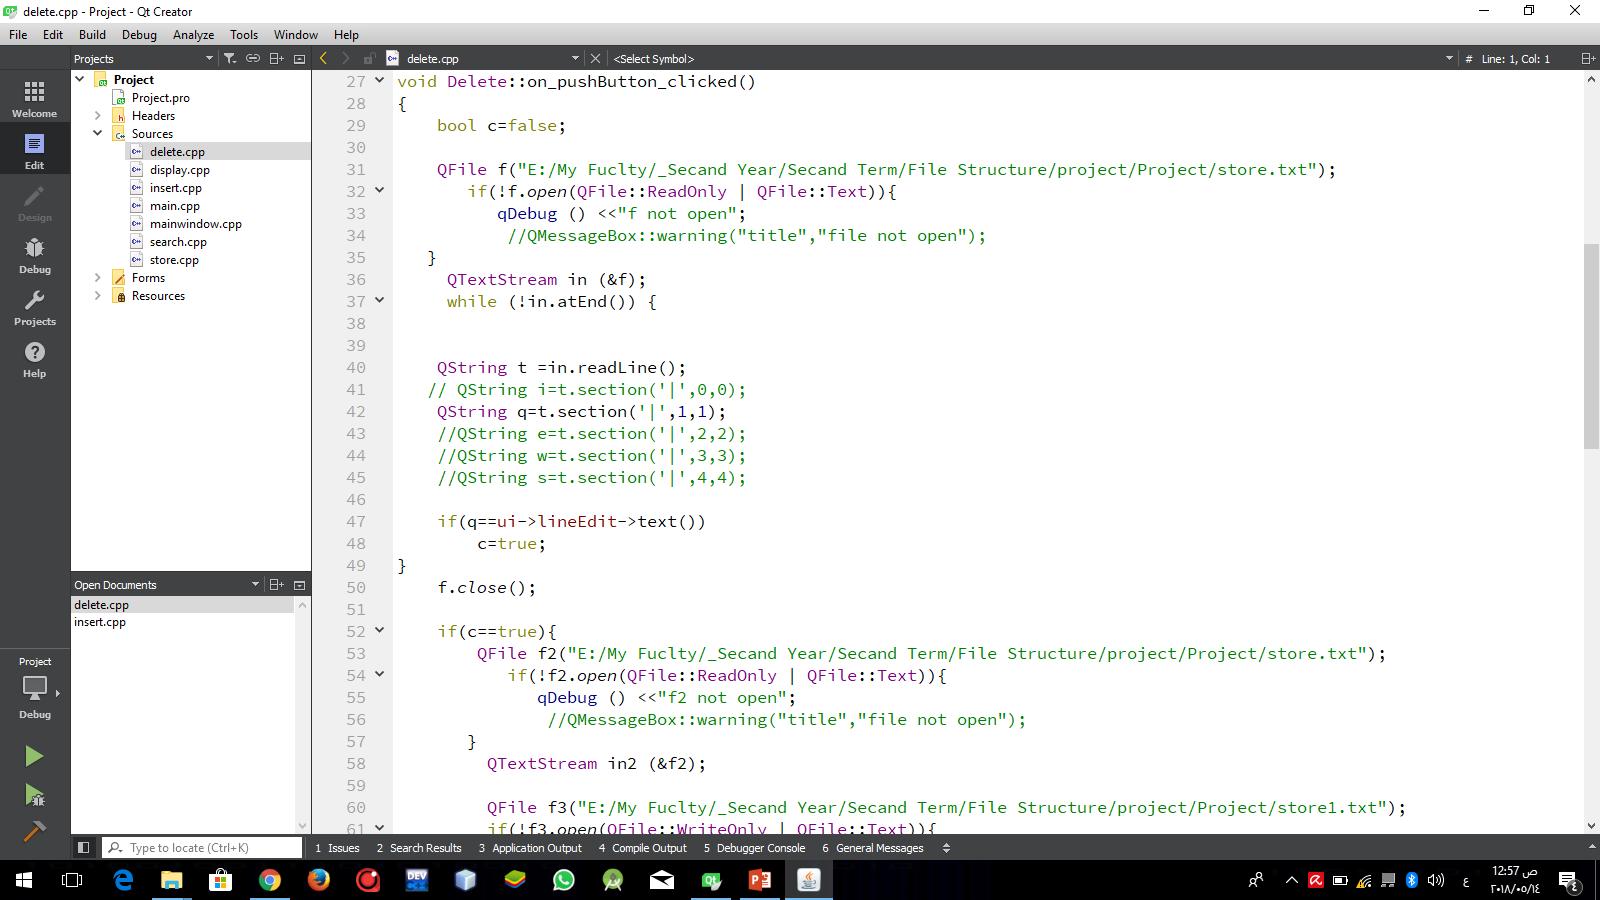 delete.cpp - Project - Qt Creator
File Edit Build Debug Analyze Tools Window Help
Projects
delete.cpp
<Select Symbol>
# Line: 1, Col: 1
Welcome
Edit
Design
Debug
Projects
Help
Project
Project.pro
Headers
Sources
delete.cpp
display.cpp
insert.cpp
main.cpp
mainwindow.cpp
search.cpp
store.cpp
Forms
Resources
Open Documents
delete.cpp
insert.cpp
Project
Debug
27 void Delete::on_pushButton_clicked()
28 {
29 bool c=false;
30
31 QFile f("E:/My Fuclty/_Secand Year/Secand Term/File Structure/project/Project/store.txt");
32 if(!f.open(QFile::ReadOnly | QFile::Text)){
33 qDebug () <<"f not open";
34 //QMessageBox::warning("title","file not open");
35 }
36 QTextStream in (&f);
37 while (!in.atEnd()) {
38
39
40 QString t =in.readLine();
41 // QString i=t.section('|',0,0);
42 QString q=t.section('|',1,1);
43 //QString e=t.section('|',2,2);
44 //QString w=t.section('|',3,3);
45 //QString s=t.section('|',4,4);
46
47 if(q==ui->lineEdit->text())
48 c=true;
49 }
50 f.close();
51
52 if(c==true){
53 QFile f2("E:/My Fuclty/_Secand Year/Secand Term/File Structure/project/Project/store.txt");
54 if(!f2.open(QFile::ReadOnly | QFile::Text)){
55 qDebug () <<"f2 not open";
56 //QMessageBox::warning("title","file not open");
57 }
58 QTextStream in2 (&f2);
59
60 QFile f3("E:/My Fuclty/_Secand Year/Secand Term/File Structure/project/Project/store1.txt");
61 if(!f3.open(QFile::WriteOnly | QFile::Text)){
Type to locate (Ctrl+K)
1 Issues 2 Search Results 3 Application Output 4 Compile Output 5 Debugger Console 6 General Messages
DEV
ع
12:57 ص
٢٠١٨/٠٥/١٤
٤